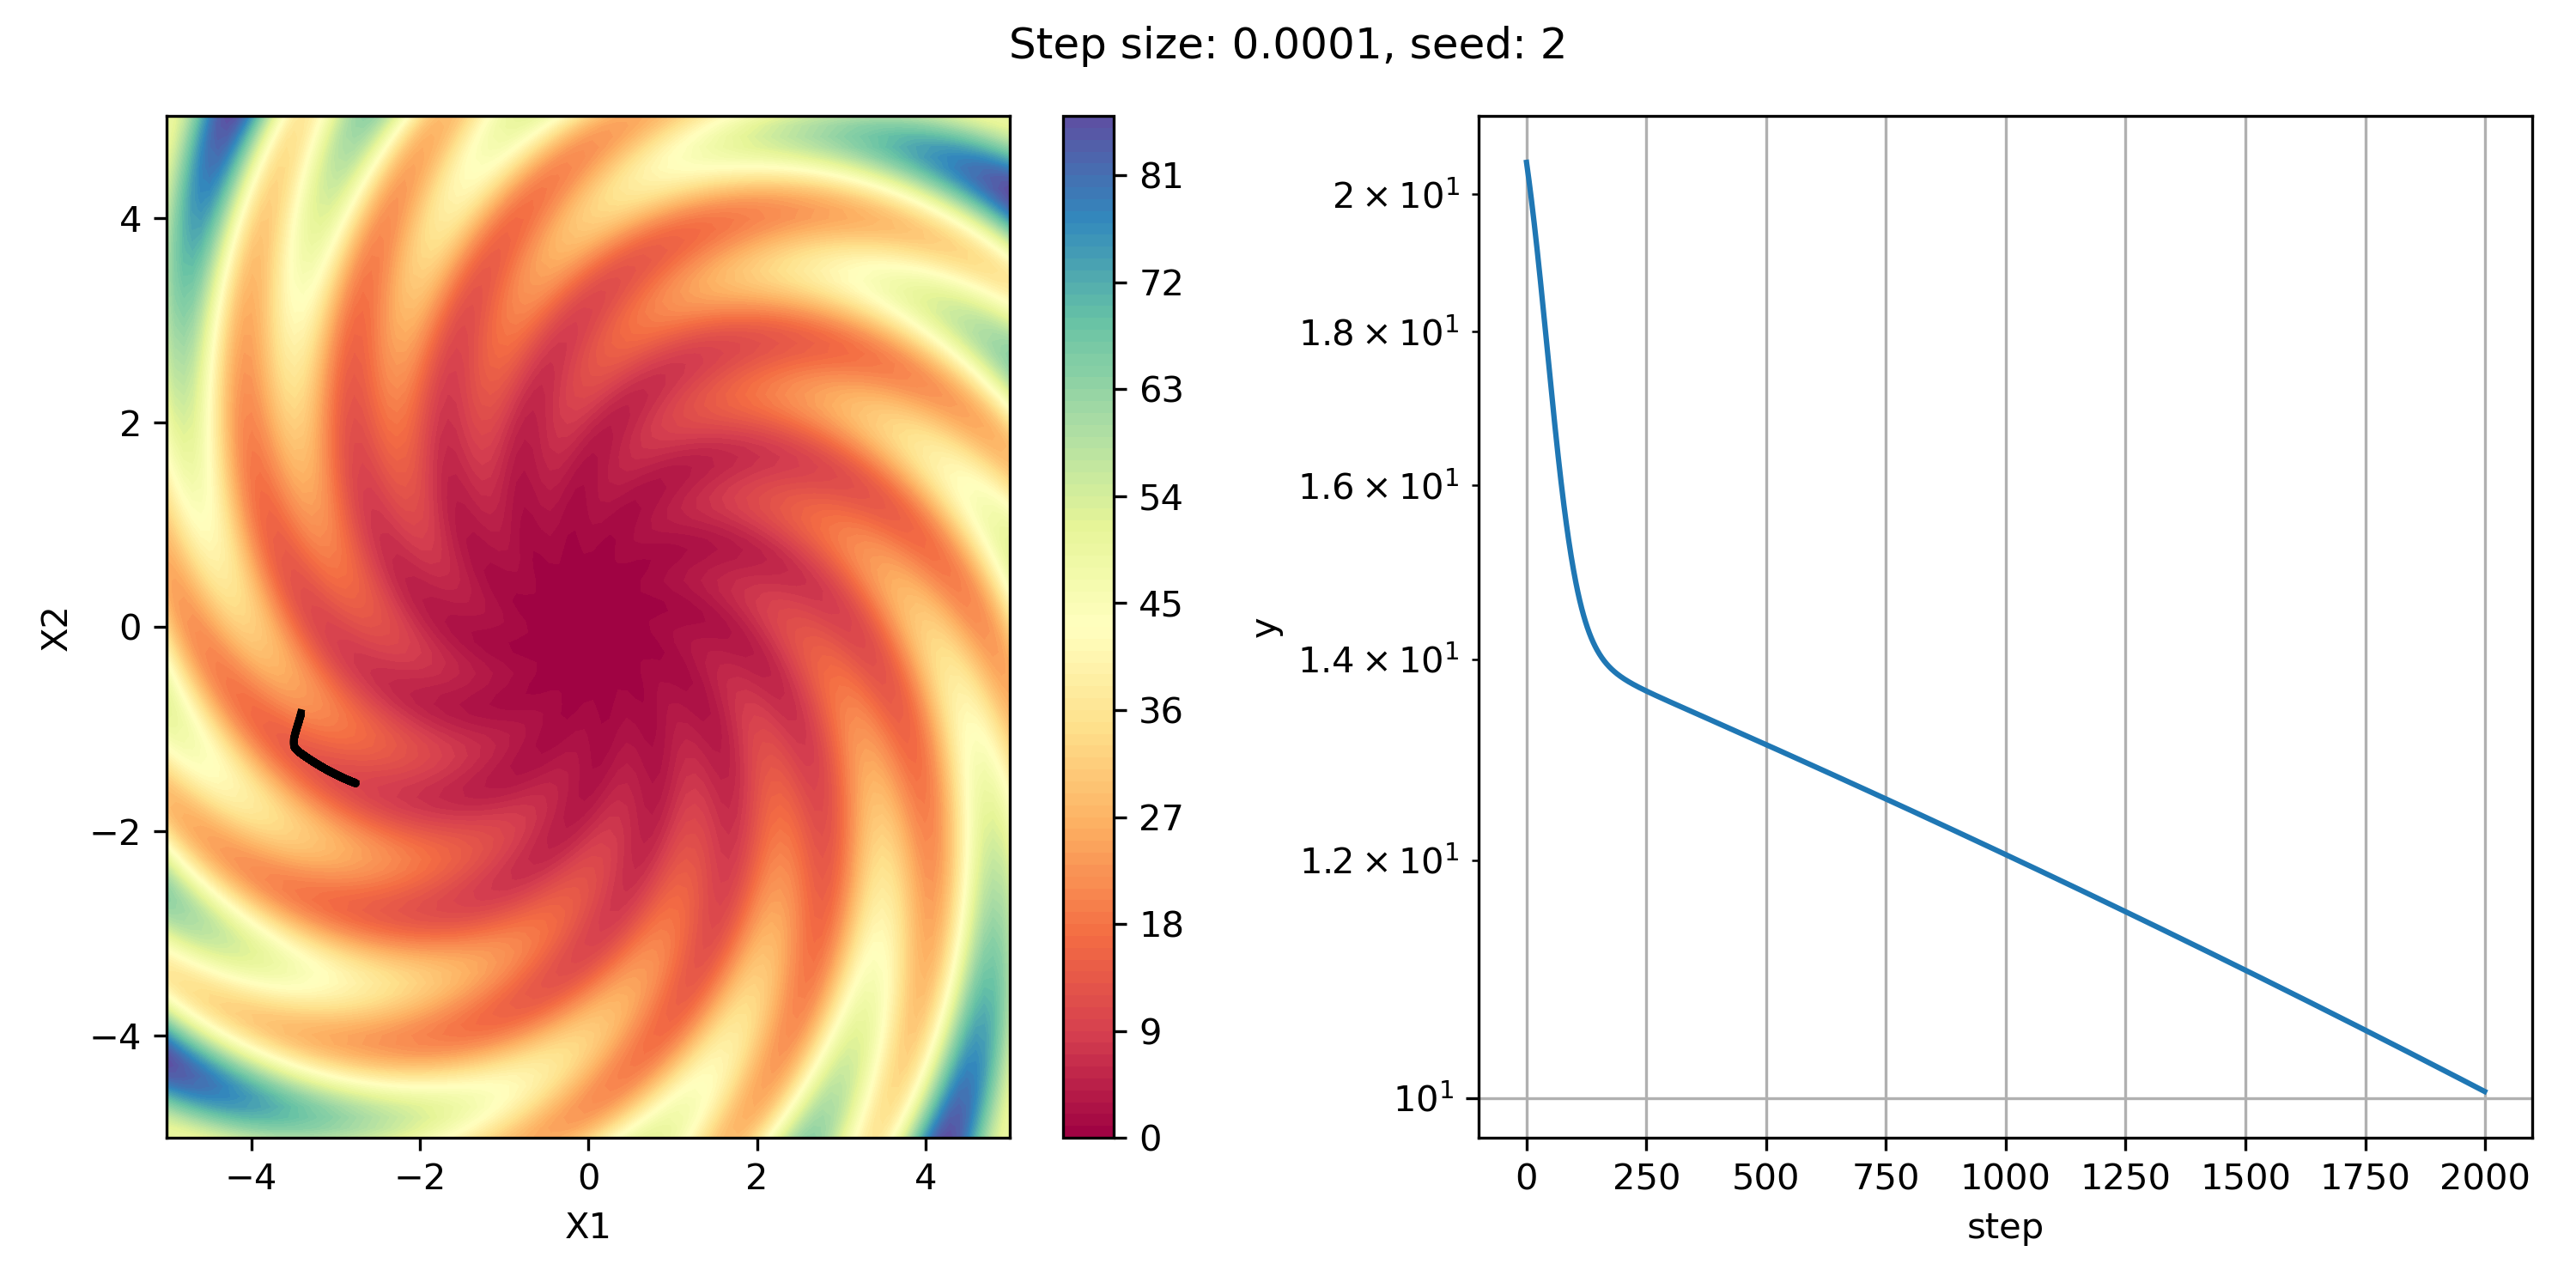 Step size: 0.0001, seed: 2
4
2
0
−2
−4
X2
−4 −2 0 2 4
X1
81
72
63
54
45
36
27
18
9
0
y
2 × 10¹
1.8 × 10¹
1.6 × 10¹
1.4 × 10¹
1.2 × 10¹
10¹
0 250 500 750 1000 1250 1500 1750 2000
step